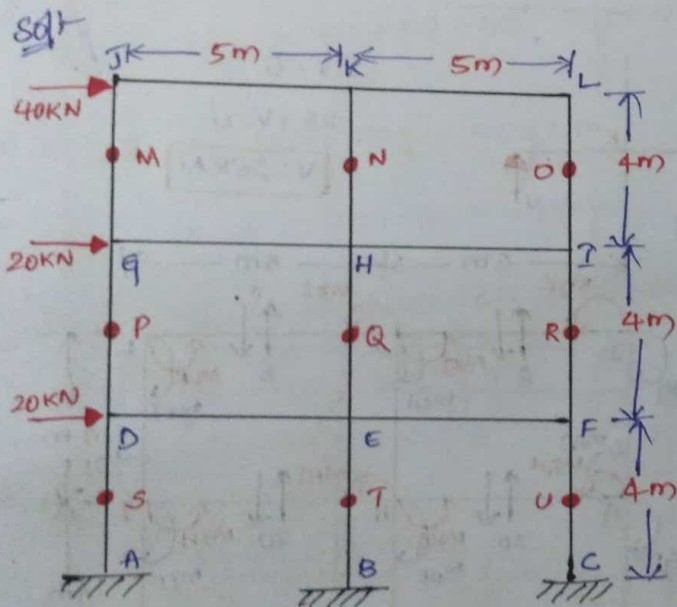 Sol:-
J 5m K 5m L
40KN
M N O 4m
20KN
G H I
P Q R 4m
20KN
D E F
S T U 4m
A B C